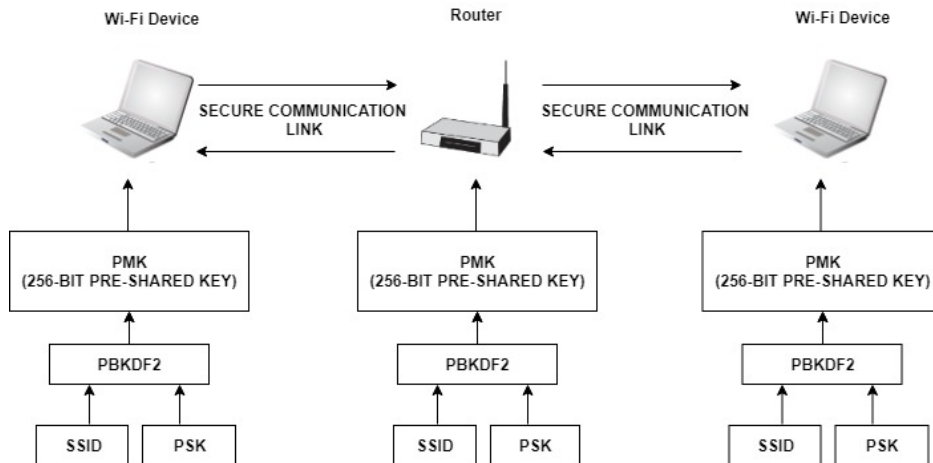 Wi-Fi Device
Router
Wi-Fi Device
SECURE COMMUNICATION
LINK
SECURE COMMUNICATION
LINK
PMK
(256-BIT PRE-SHARED KEY)
PMK
(256-BIT PRE-SHARED KEY)
PMK
(256-BIT PRE-SHARED KEY)
PBKDF2
PBKDF2
PBKDF2
SSID
PSK
SSID
PSK
SSID
PSK